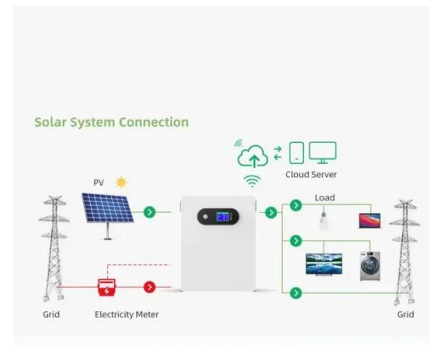 Solar System Connection
Cloud Server
PV
Load
Grid
Electricity Meter
Grid